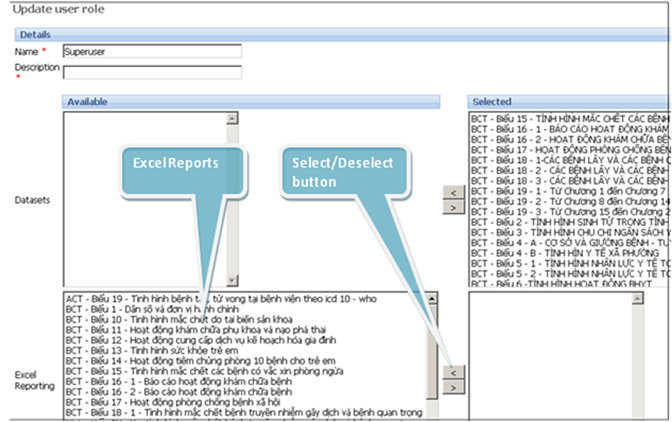 Update user role
Details
Name *
Superuser
Description
*
Available
Selected
Datasets
BCT - Biểu 15 - TÌNH HÌNH MẮC CHẾT CÁC BỆNH
BCT - Biểu 16 - 1 - BÁO CÁO HOẠT ĐỘNG KHÁM
BCT - Biểu 16 - 2 - HOẠT ĐỘNG KHÁM CHỮA BỆ
BCT - Biểu 17 - HOẠT ĐỘNG PHÒNG CHỐNG BỆN
BCT - Biểu 18 - 1-CÁC BỆNH LÂY VÀ CÁC BỆNH Q
BCT - Biểu 18 - 2 - CÁC BỆNH LÂY VÀ CÁC BỆNH
BCT - Biểu 18 - 3 - CÁC BỆNH LÂY VÀ CÁC BỆNH
BCT - Biểu 19 - 1 - Từ Chương 1 đến Chương
BCT - Biểu 19 - 2 - Từ Chương 8 đến Chương 14
BCT - Biểu 19 - 3 - Từ Chương 15 đến Chương 2
BCT - Biểu 2 - TÌNH HÌNH SINH TỬ TRONG TỈNH
BCT - Biểu 3 - TÌNH HÌNH CHU CHI NGÂN SÁCH Y
BCT - Biểu 4 - A - CƠ SỞ VÀ GIƯỜNG BỆNH - TU
BCT - Biểu 4 - B - TÌNH HÌN Y TẾ XÃ PHƯỜNG
BCT - Biểu 5 - 1 - TÌNH HÌNH NHÂN LỰC Y TẾ TO
BCT - Biểu 5 - 2 - TÌNH HÌNH NHÂN LỰC Y TẾ
BCT - Biểu 6 -TÌNH HÌNH HOẠT ĐỘNG BHYT
Excel Reports
Select/Deselect
button
<
>
Excel
Reporting
ACT - Biểu 19 - Tình hình bệnh tử vong tại bệnh viện theo icd 10 - who
BCT - Biểu 1 - Dân số và đơn vị hành chính
BCT - Biểu 10 - Tình hình mắc chết do tai biến sản khoa
BCT - Biểu 11 - Hoạt động khám chữa phụ khoa và nạo phá thai
BCT - Biểu 12 - Hoạt động cung cấp dịch vụ kế hoạch hóa gia đình
BCT - Biểu 13 - Tình hình sức khỏe trẻ em
BCT - Biểu 14 - Hoạt động tiêm chủng phòng 10 bệnh cho trẻ em
BCT - Biểu 15 - Tình hình mắc chết các bệnh có vắc xin phòng ngừa
BCT - Biểu 16 - 1 - Báo cáo hoạt động khám chữa bệnh
BCT - Biểu 16 - 2 - Báo cáo hoạt động khám chữa bệnh
BCT - Biểu 17 - Hoạt động phòng chống bệnh xã hội
BCT - Biểu 18 - 1 - Tình hình mắc chết bệnh truyền nhiễm gây dịch và bệnh quan trọng
<
>